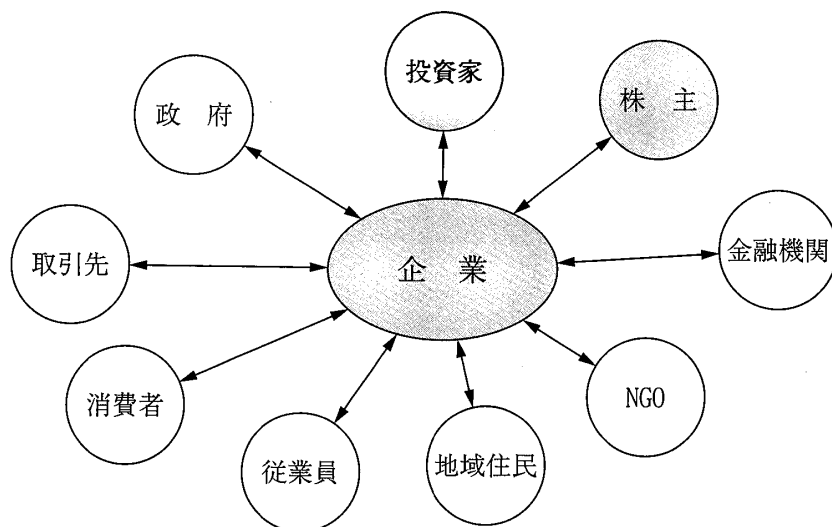 投資家
株　主
政　府
企　業
金融機関
取引先
消費者
NGO
従業員
地域住民